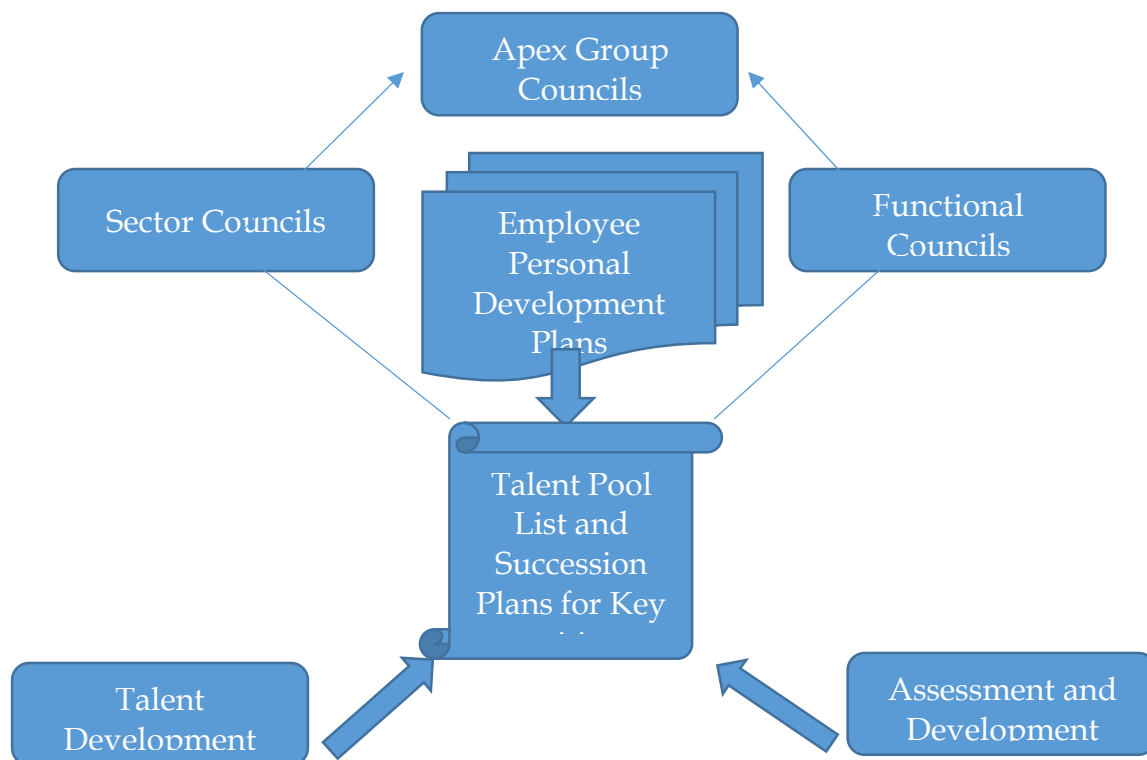 Apex Group
Councils
Sector Councils
Functional
Councils
Employee
Personal
Development
Plans
Talent Pool
List and
Succession
Plans for Key
Talent
Development
Assessment and
Development